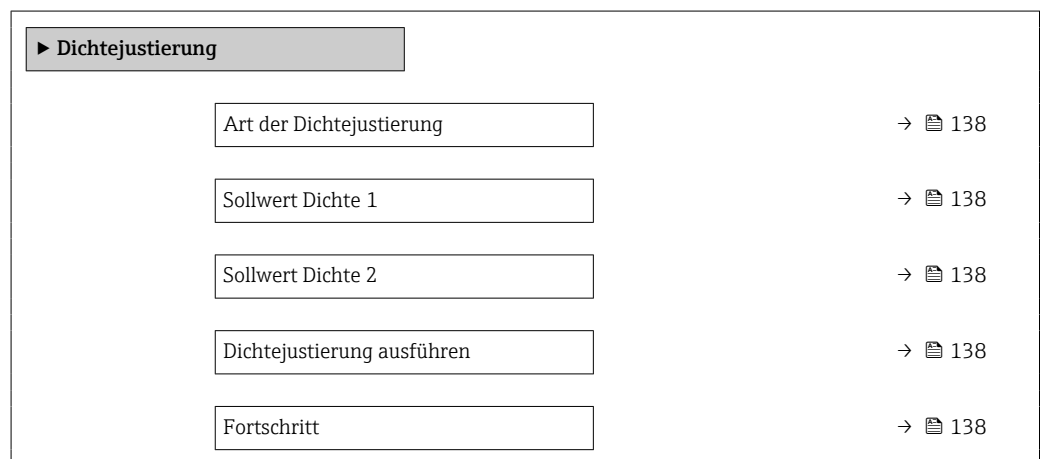 ▶ Dichtejustierung
Art der Dichtejustierung → 138
Sollwert Dichte 1 → 138
Sollwert Dichte 2 → 138
Dichtejustierung ausführen → 138
Fortschritt → 138